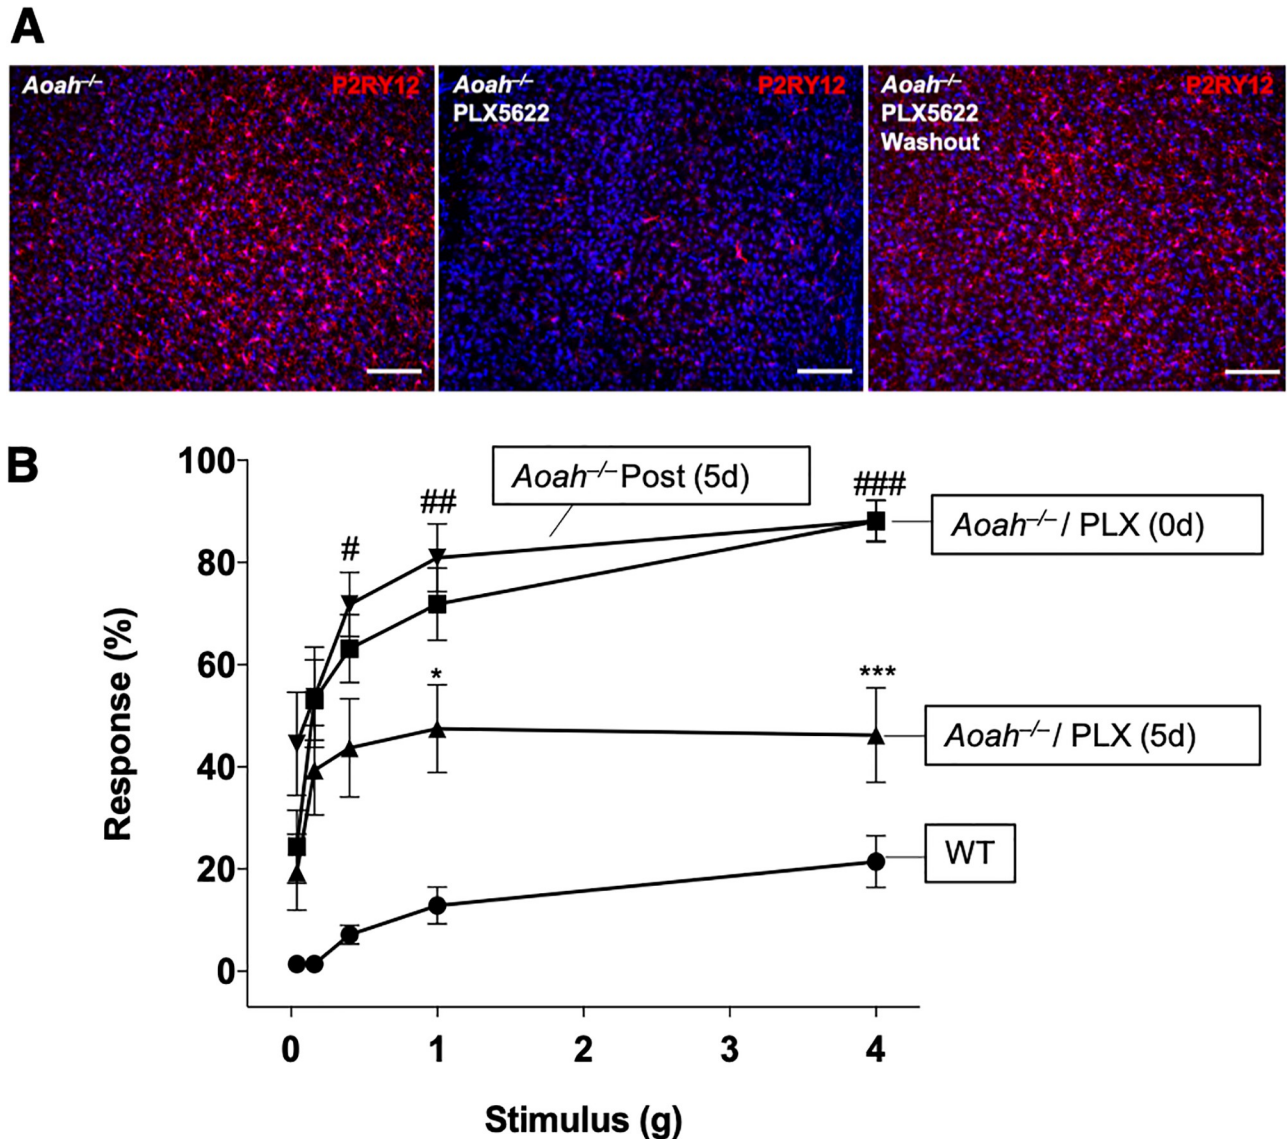 A
Aoah–/–
P2RY12
Aoah–/–
PLX5622
P2RY12
Aoah–/–
PLX5622
Washout
P2RY12
B
Response (%)
100
80
60
40
20
0
#
##
###
*
***
Aoah–/– Post (5d)
Aoah–/– / PLX (0d)
Aoah–/– / PLX (5d)
WT
0 1 2 3 4
Stimulus (g)